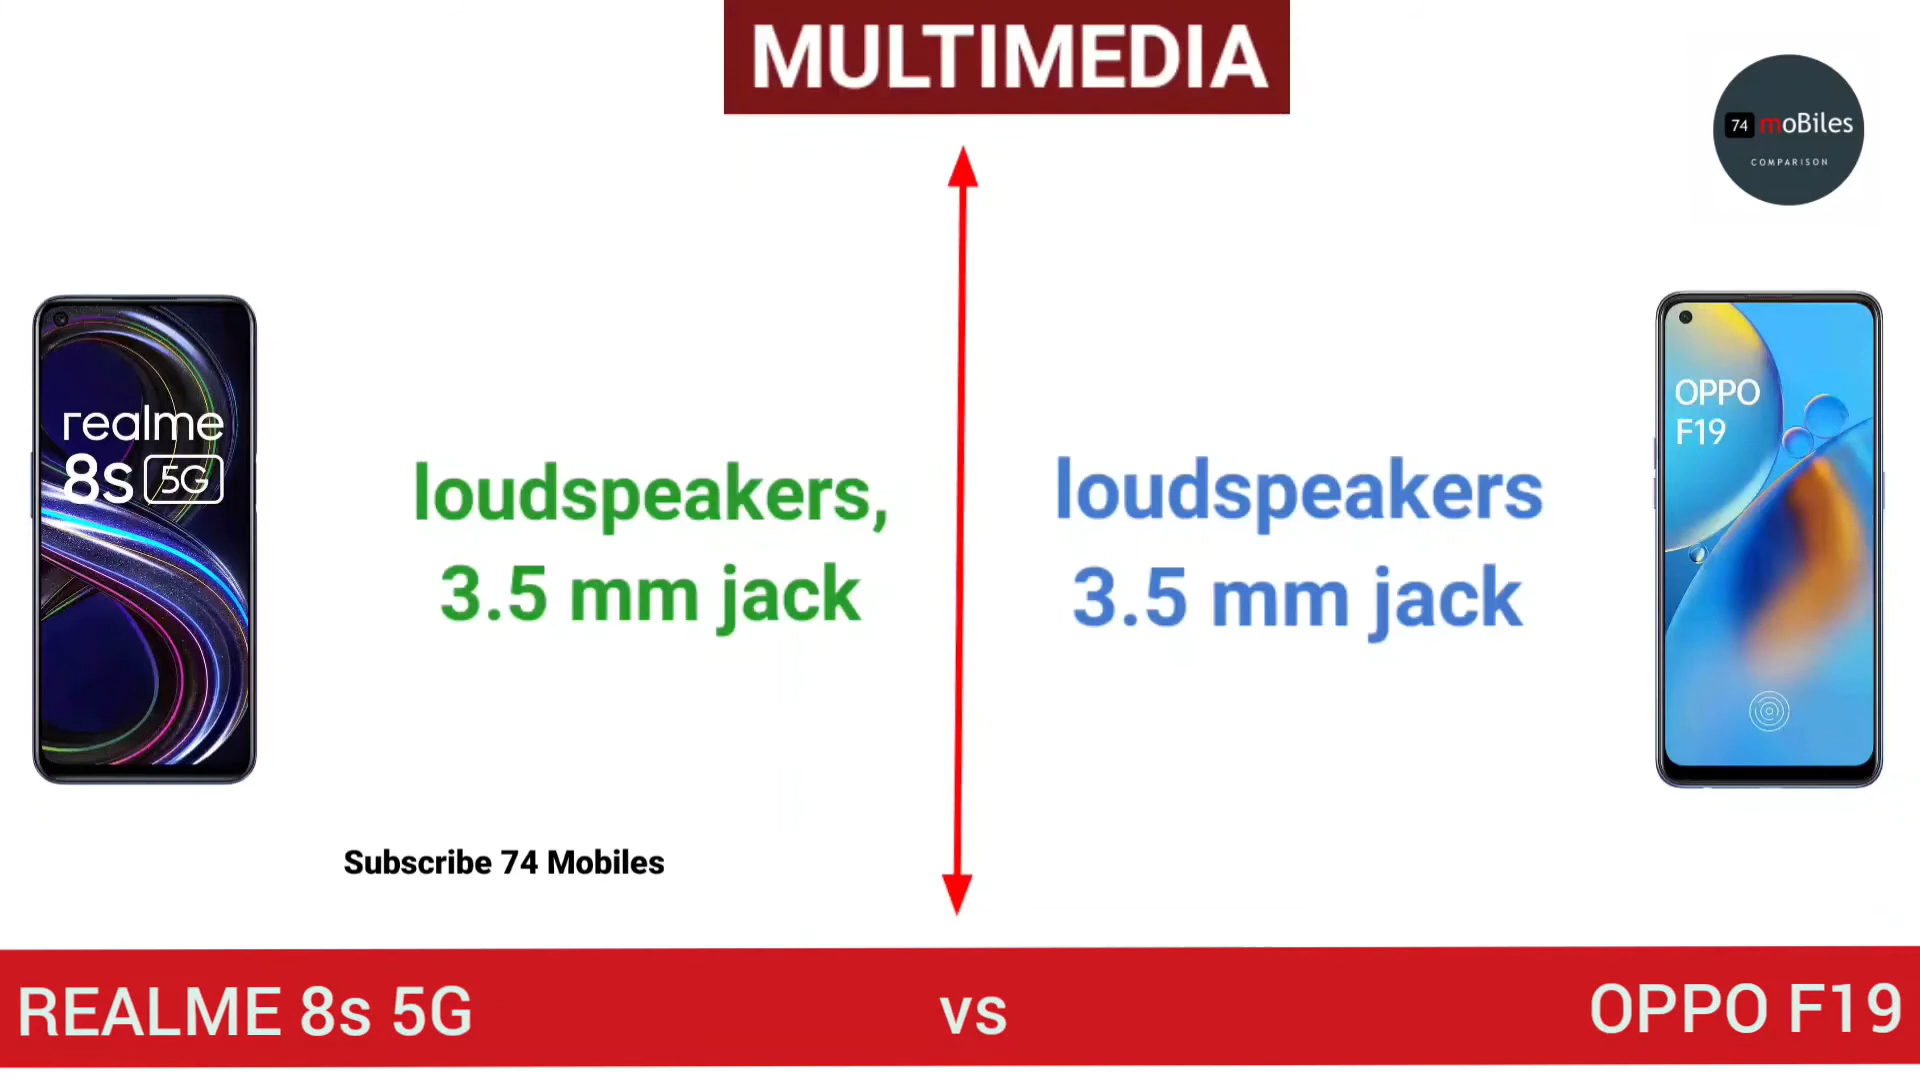 MULTIMEDIA
74 moBiles
COMPARISON
realme
8s 5G
loudspeakers,
3.5 mm jack
loudspeakers
3.5 mm jack
OPPO
F19
Subscribe 74 Mobiles
REALME 8s 5G
vs
OPPO F19